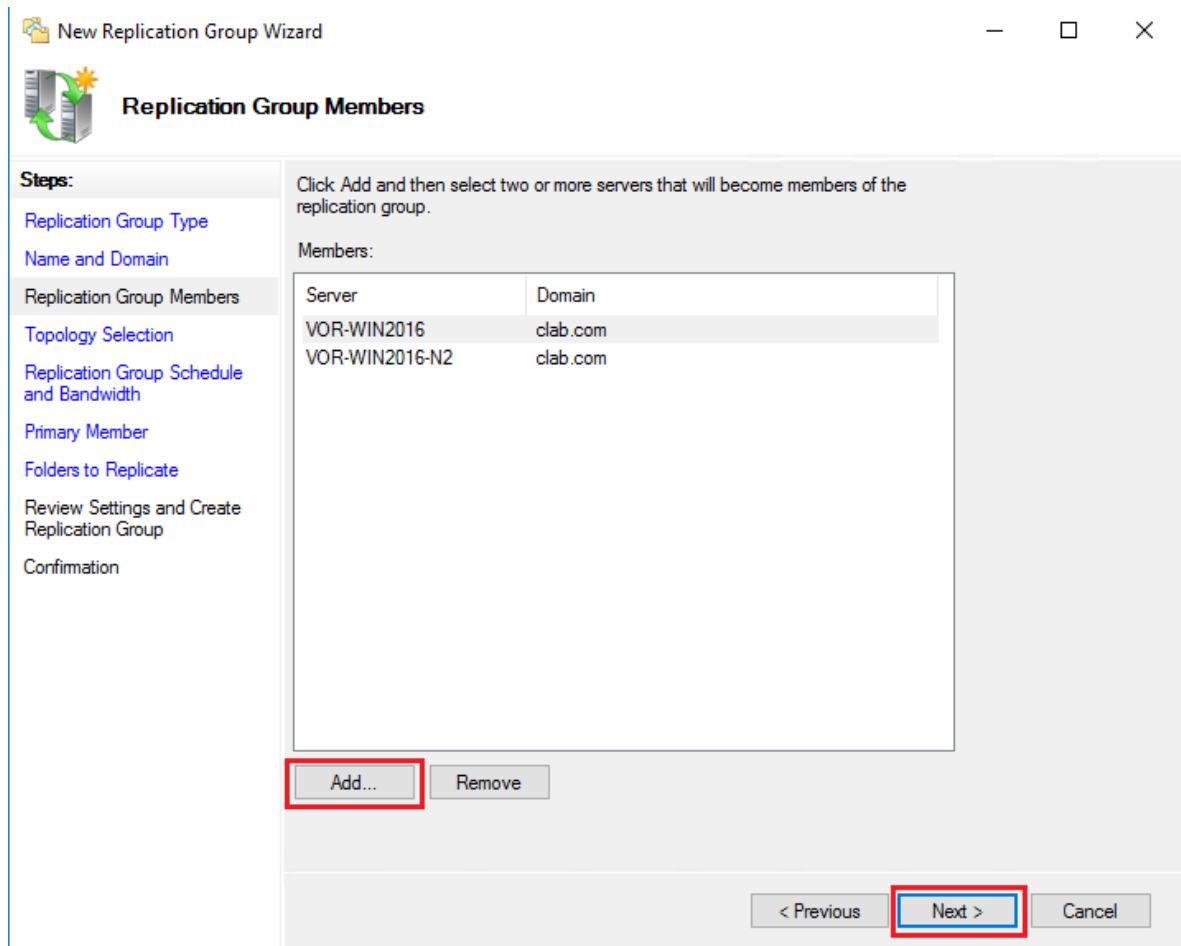 New Replication Group Wizard
Replication Group Members
Steps:
Replication Group Type
Name and Domain
Replication Group Members
Topology Selection
Replication Group Schedule
and Bandwidth
Primary Member
Folders to Replicate
Review Settings and Create
Replication Group
Confirmation
Click Add and then select two or more servers that will become members of the
replication group.
Members:
Server Domain
VOR-WIN2016 clab.com
VOR-WIN2016-N2 clab.com
Add... Remove
< Previous Next > Cancel